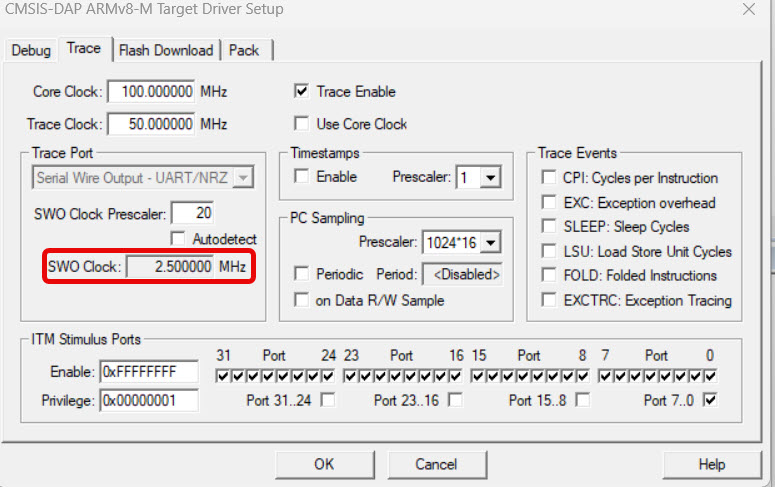 CMSIS-DAP ARMv8-M Target Driver Setup
Debug Trace Flash Download Pack
Core Clock: 100.000000 MHz
Trace Enable
Trace Clock: 50.000000 MHz
Use Core Clock
Trace Port
Serial Wire Output - UART/NRZ
SWO Clock Prescaler: 20
Autodetect
SWO Clock: 2.500000 MHz
Timestamps
Enable Prescaler: 1
PC Sampling
Prescaler: 1024*16
Periodic Period: <Disabled>
on Data R/W Sample
Trace Events
CPI: Cycles per Instruction
EXC: Exception overhead
SLEEP: Sleep Cycles
LSU: Load Store Unit Cycles
FOLD: Folded Instructions
EXCTRC: Exception Tracing
ITM Stimulus Ports
31 Port 24 23 Port 16 15 Port 8 7 Port 0
Enable: 0xFFFFFFFF
Privilege: 0x00000001 Port 31..24 Port 23..16 Port 15..8 Port 7..0
OK Cancel Help